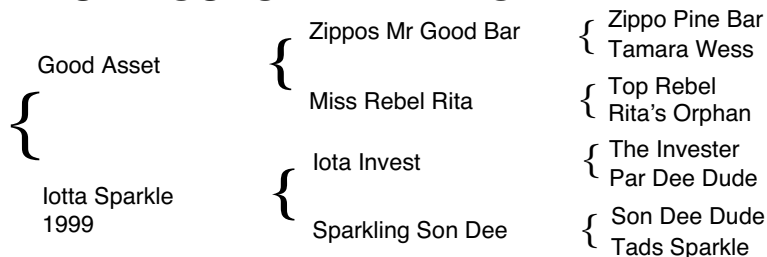 Zippos Mr Good Bar
Zippo Pine Bar
Tamara Wess
Good Asset
Miss Rebel Rita
Top Rebel
Rita's Orphan
Iota Invest
The Invester
Par Dee Dude
Iotta Sparkle
1999
Sparkling Son Dee
Son Dee Dude
Tads Sparkle